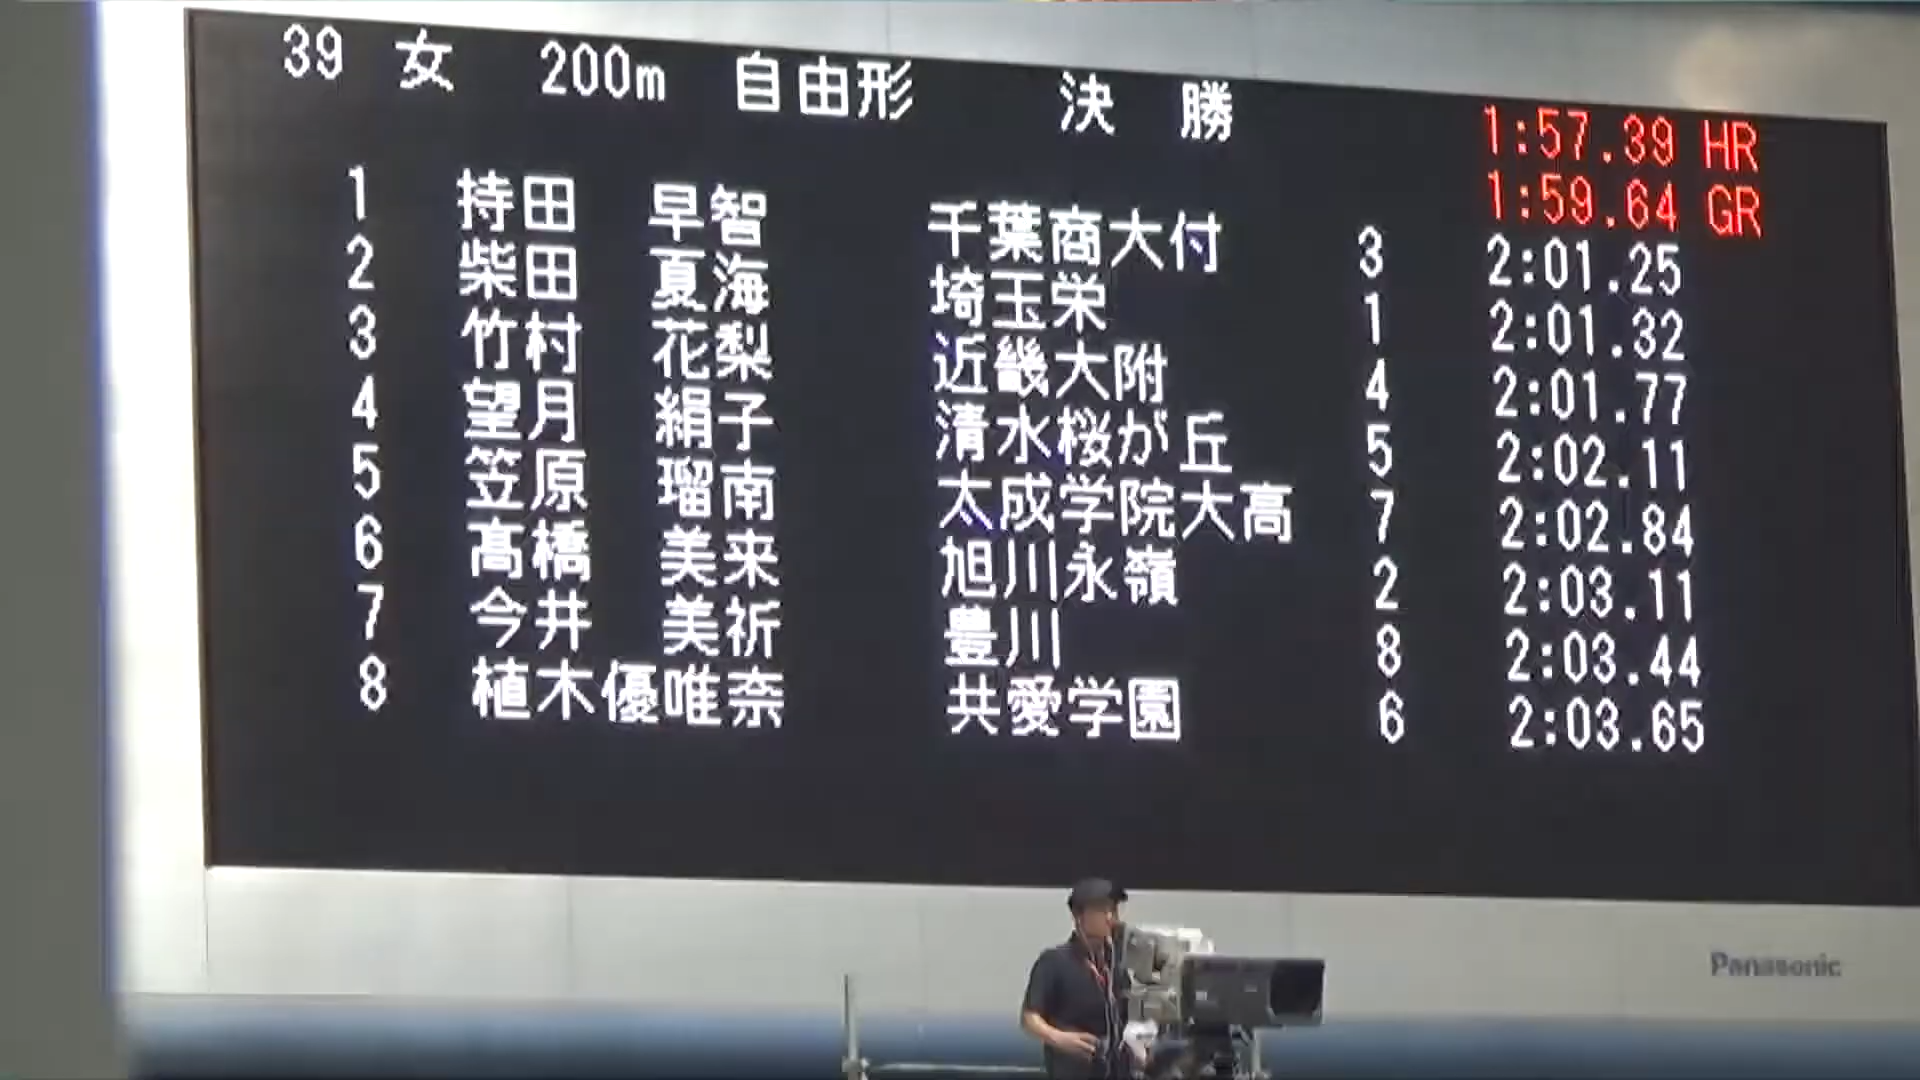 39 女 200m 自由形 決勝
1:57.39 HR
1:59.64 GR
1 持田 早智 千葉商大付 3 2:01.25
2 柴田 夏海 埼玉栄 1 2:01.32
3 竹村 花梨 近畿大附 4 2:01.77
4 望月 絹子 清水桜が丘 5 2:02.11
5 笠原 瑠南 太成学院大高 7 2:02.84
6 髙橋 美来 旭川永嶺 2 2:03.11
7 今井 美祈 豊川 8 2:03.44
8 植木優唯奈 共愛学園 6 2:03.65
Panasonic